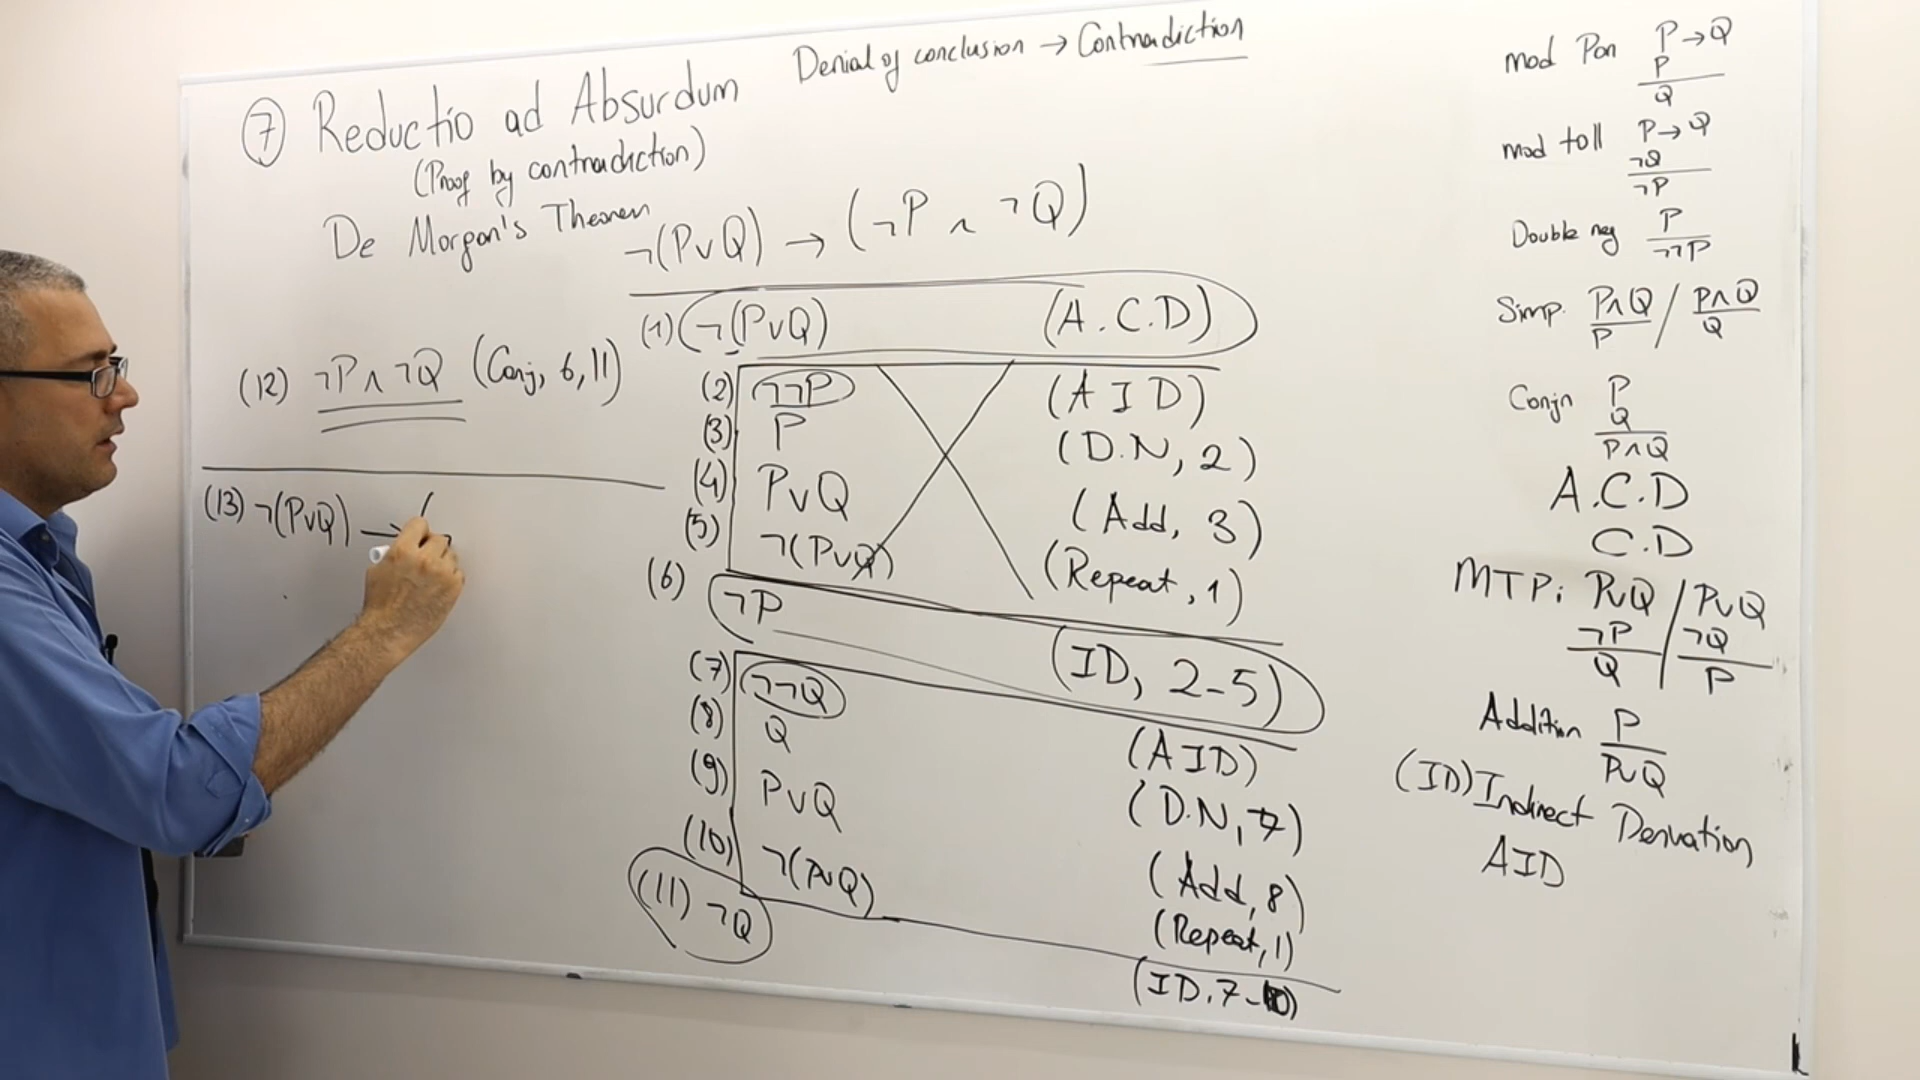 ⑦ Reductio ad Absurdum
Denial of conclusion → Contradiction
(Proof by contradiction)
De Morgan's Theorem
¬(P∨Q) → (¬P ∧ ¬Q)
(1) ¬(P∨Q) (A.C.D)
(2) ¬¬P (AID)
(3) P (D.N, 2)
(4) P∨Q (Add, 3)
(5) ¬(P∨Q) (Repeat, 1)
(6) ¬P (ID, 2-5)
(7) ¬¬Q (AID)
(8) Q (D.N, 7)
(9) P∨Q (Add, 8)
(10) ¬(P∨Q) (Repeat, 1)
(11) ¬Q (ID, 7-10)
(12) ¬P ∧ ¬Q (Conj, 6, 11)
(13) ¬(P∨Q) → (
mod Pon P→Q
P
Q
mod toll P→Q
¬Q
¬P
Double neg P
¬¬P
Simp. P∧Q / P∧Q
P Q
Conjn P
Q
P∧Q
A.C.D
C.D
MTP: P∨Q / P∨Q
¬P ¬Q
Q P
Addition P
P∨Q
(ID) Indirect Derivation
AID